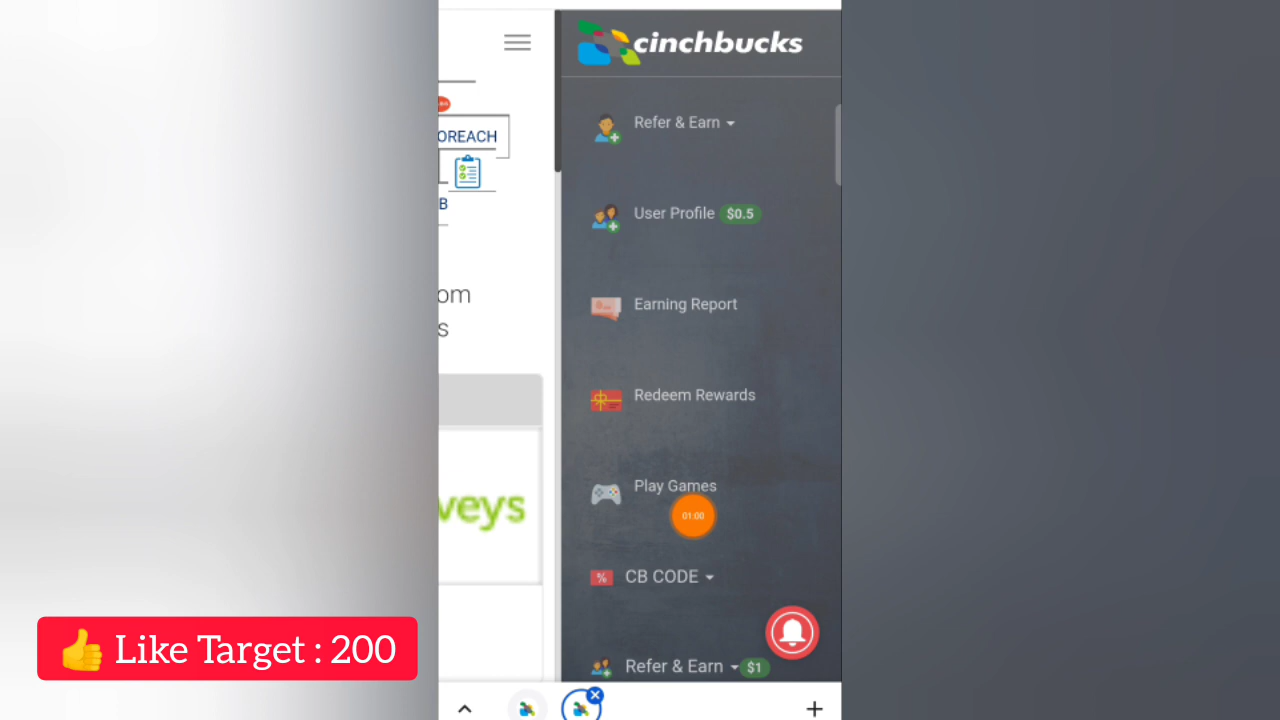 cinchbucks
Refer & Earn
OREACH
B
User Profile $0.5
om
s
Earning Report
Redeem Rewards
Play Games
veys
01:00
% CB CODE
Refer & Earn $1
Like Target : 200